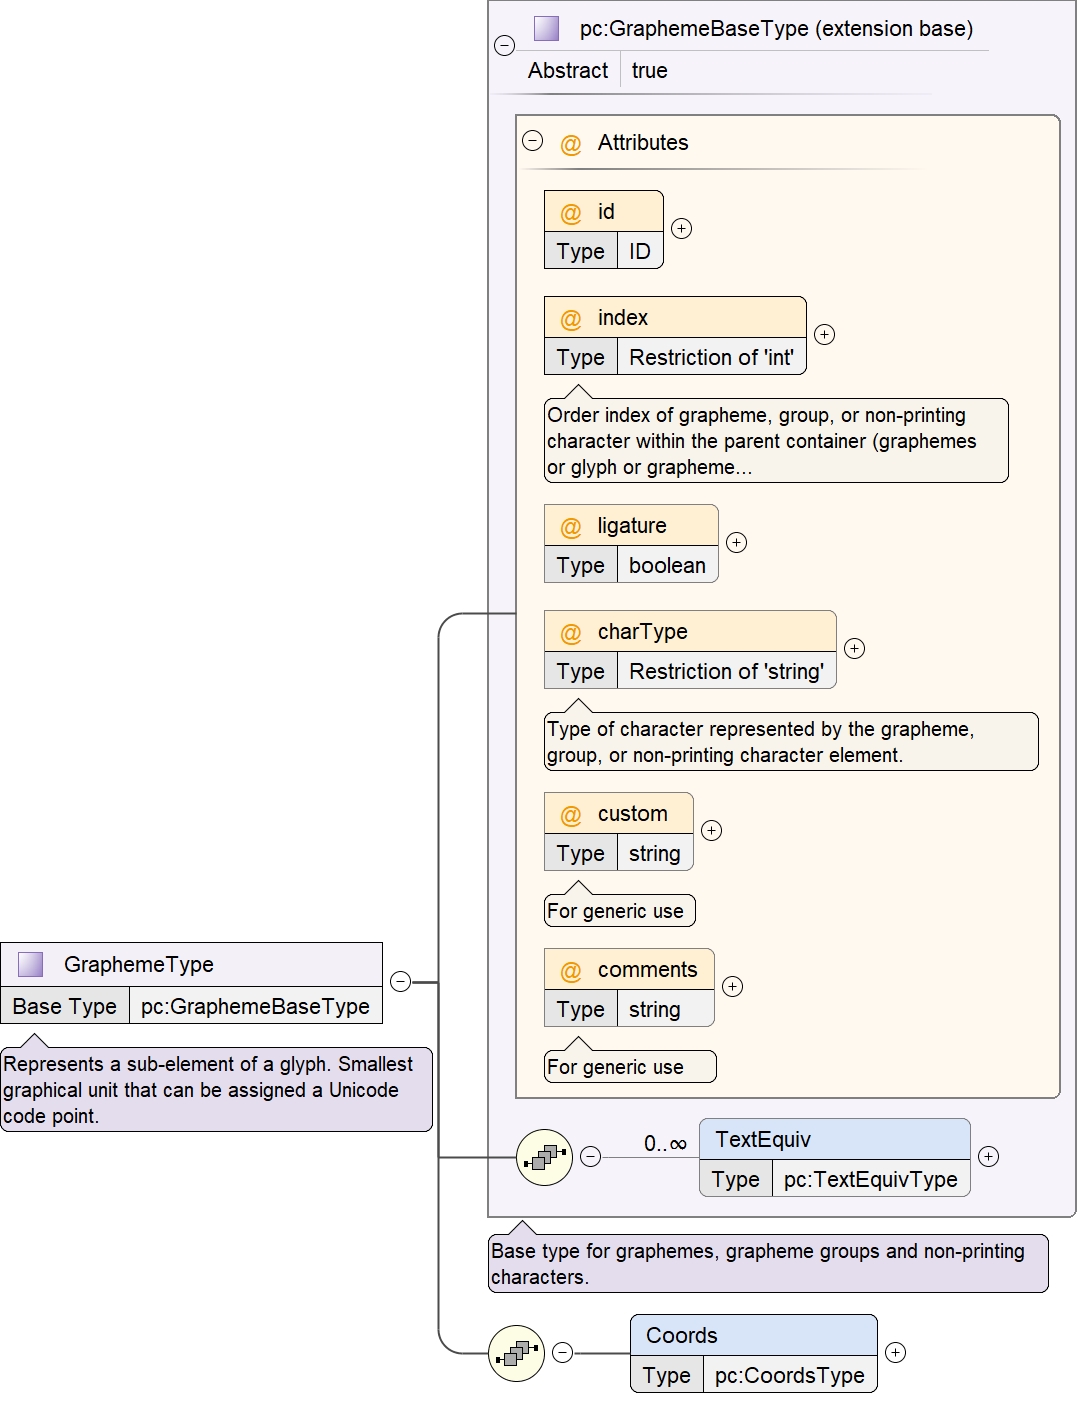 pc:GraphemeBaseType (extension base)
Abstract true
@ Attributes
@ id
Type ID
@ index
Type Restriction of 'int'
Order index of grapheme, group, or non-printing
character within the parent container (graphemes
or glyph or grapheme...
@ ligature
Type boolean
@ charType
Type Restriction of 'string'
Type of character represented by the grapheme,
group, or non-printing character element.
@ custom
Type string
For generic use
@ comments
Type string
For generic use
GraphemeType
Base Type pc:GraphemeBaseType
Represents a sub-element of a glyph. Smallest
graphical unit that can be assigned a Unicode
code point.
0..∞
TextEquiv
Type pc:TextEquivType
Base type for graphemes, grapheme groups and non-printing
characters.
Coords
Type pc:CoordsType